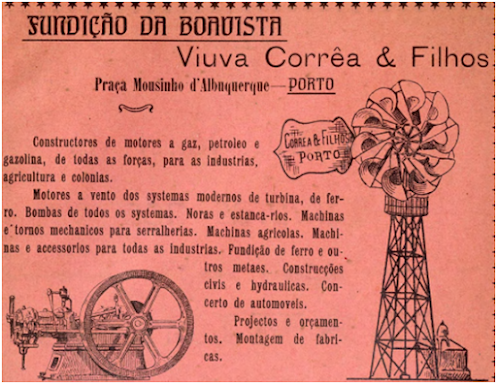 FUNDIÇÃO DA BOAVISTA
Viuva Corrêa & Filhos
Praça Mousinho d'Albuquerque—PORTO
CORREA & FILHOS
PORTO
Constructores de motores a gaz, petroleo e
gazolina, de todas as forças, para as industrias,
agricultura e colonias.
Motores a vento dos systemas modernos de turbina, de fer-
ro. Bombas de todos os systemas. Noras e estanca-rios. Machinas
e tornos mechanicos para serralherias. Machinas agricolas. Machi-
nas e accessorios para todas as industrias. Fundição de ferro e ou-
tros metaes. Construcções
civis e hydraulicas. Con-
certo de automoveis.
Projectos e orçamen-
tos. Montagem de fabri-
cas.